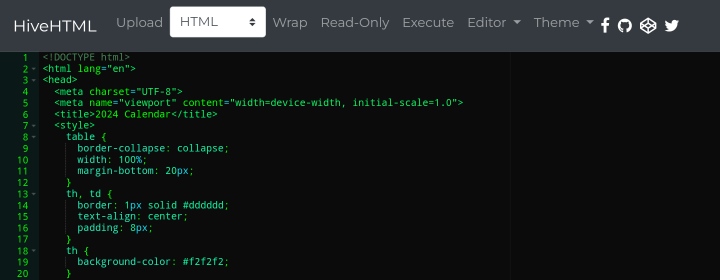 HiveHTML Upload HTML Wrap Read-Only Execute Editor Theme
1 <!DOCTYPE html>
2 <html lang="en">
3 <head>
4 <meta charset="UTF-8">
5 <meta name="viewport" content="width=device-width, initial-scale=1.0">
6 <title>2024 Calendar</title>
7 <style>
8 table {
9 border-collapse: collapse;
10 width: 100%;
11 margin-bottom: 20px;
12 }
13 th, td {
14 border: 1px solid #dddddd;
15 text-align: center;
16 padding: 8px;
17 }
18 th {
19 background-color: #f2f2f2;
20 }